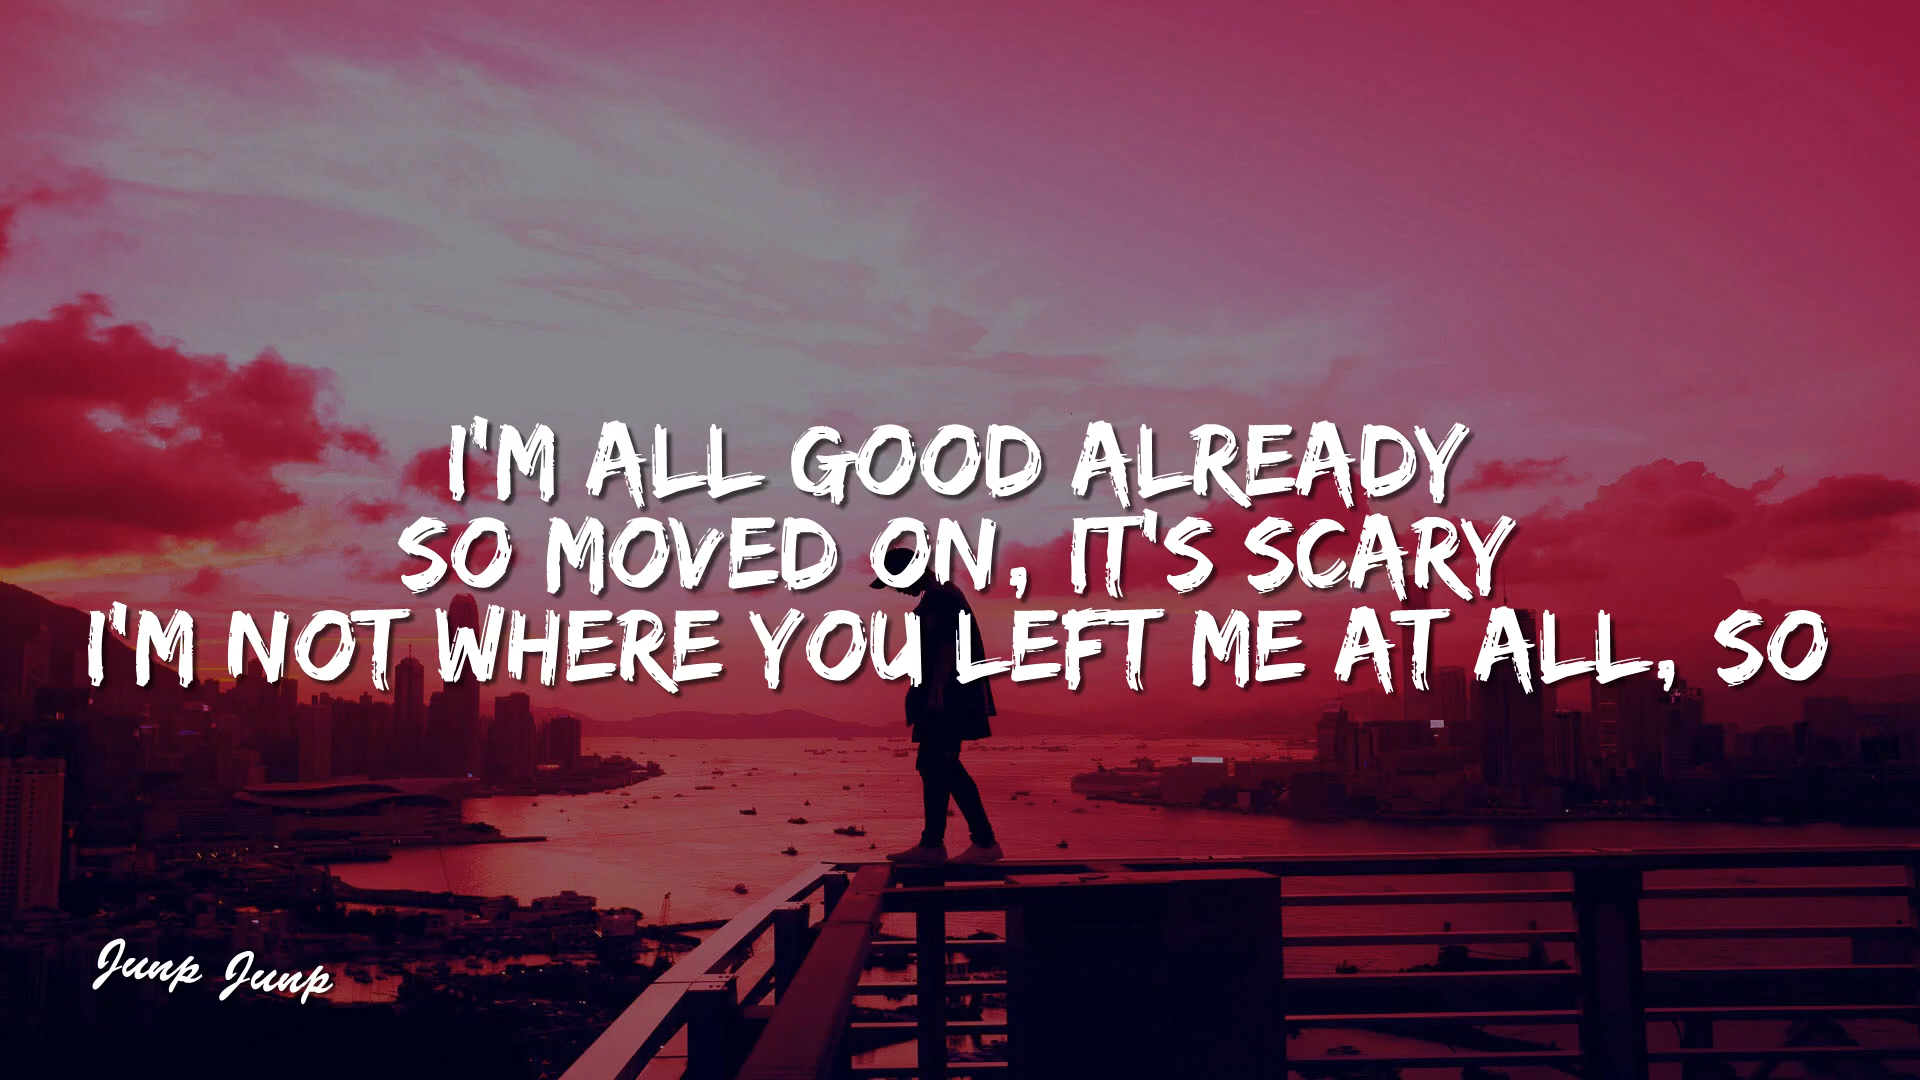 I'M ALL GOOD ALREADY
SO MOVED ON, IT'S SCARY
I'M NOT WHERE YOU LEFT ME AT ALL, SO
Junp Junp